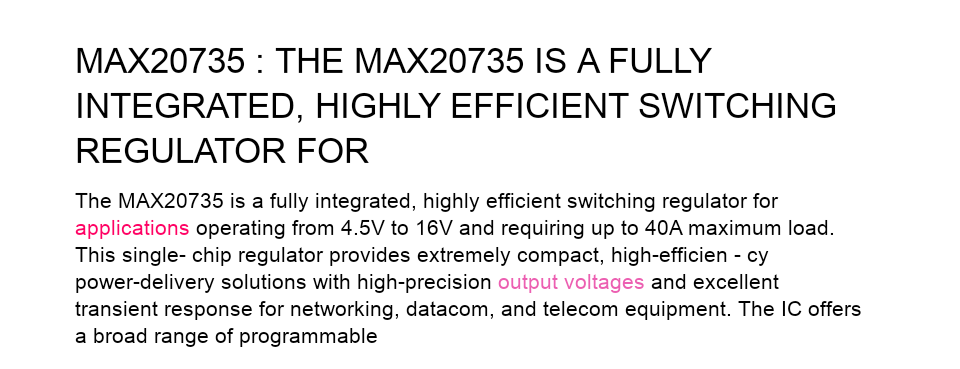 MAX20735 : THE MAX20735 IS A FULLY
INTEGRATED, HIGHLY EFFICIENT SWITCHING
REGULATOR FOR
The MAX20735 is a fully integrated, highly efficient switching regulator for
applications operating from 4.5V to 16V and requiring up to 40A maximum load.
This single- chip regulator provides extremely compact, high-efficien - cy
power-delivery solutions with high-precision output voltages and excellent
transient response for networking, datacom, and telecom equipment. The IC offers
a broad range of programmable